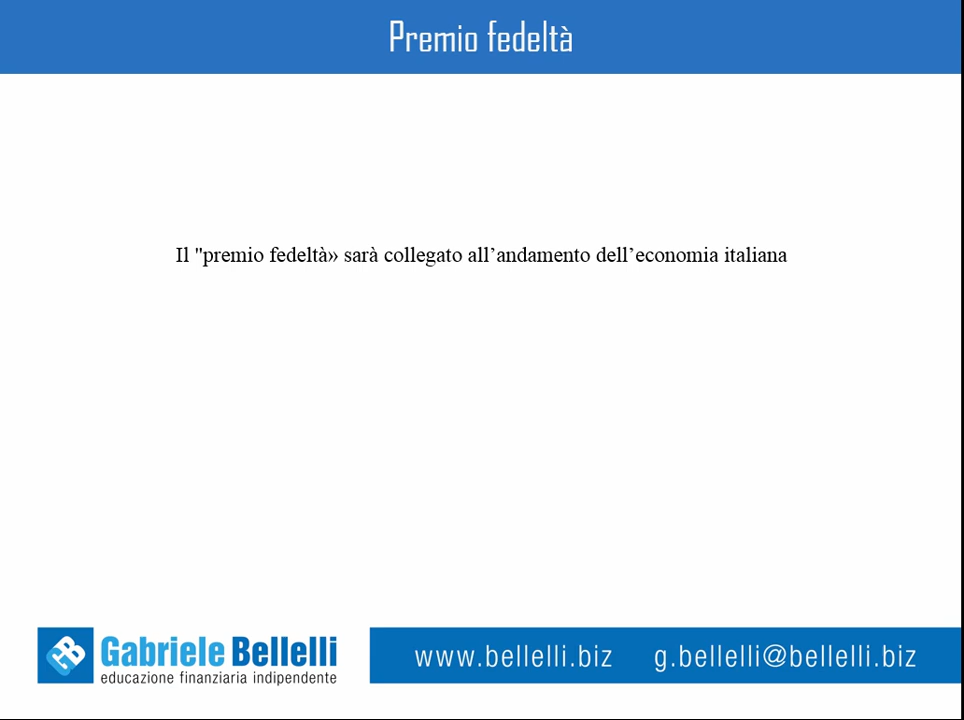 Premio fedeltà
Il "premio fedeltà» sarà collegato all’andamento dell’economia italiana
Gabriele Bellelli
educazione finanziaria indipendente
www.bellelli.biz g.bellelli@bellelli.biz